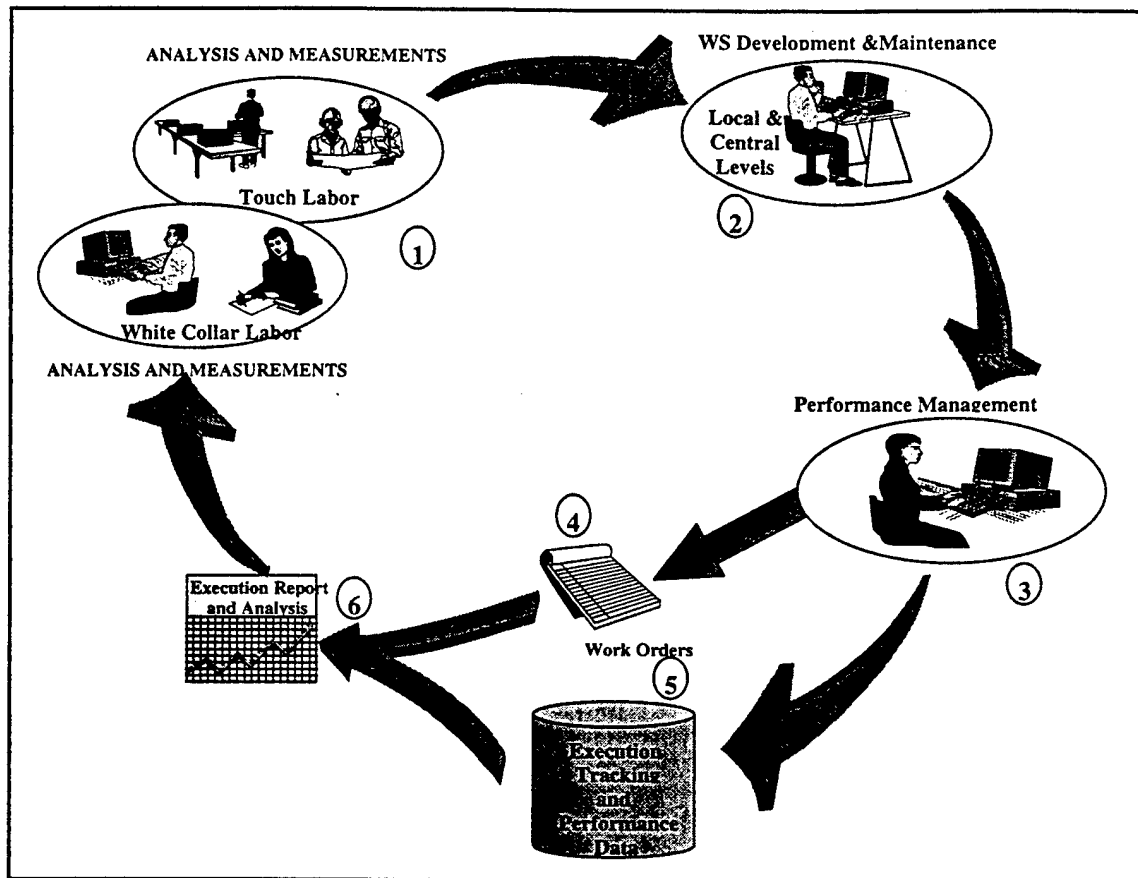 ANALYSIS AND MEASUREMENTS
Touch Labor
1
White Collar Labor
ANALYSIS AND MEASUREMENTS
WS Development &Maintenance
Local &
Central
Levels
2
Performance Management
3
4
Work Orders
5
Execution
Tracking
and
Performance
Data
Execution Report
and Analysis
6